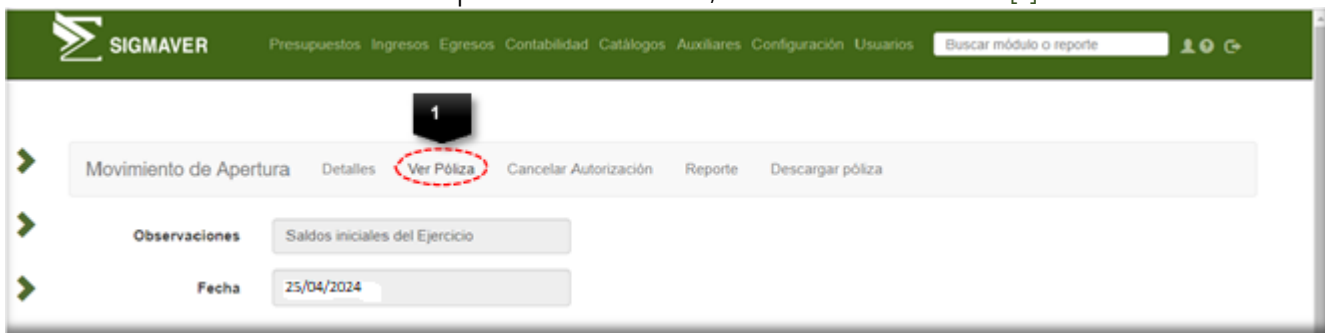 SIGMAVER Presupuestos Ingresos Egresos Contabilidad Catálogos Auxiliares Configuración Usuarios Buscar módulo o reporte
1
Movimiento de Apertura Detalles Ver Póliza Cancelar Autorización Reporte Descargar póliza
Observaciones Saldos iniciales del Ejercicio
Fecha 25/04/2024